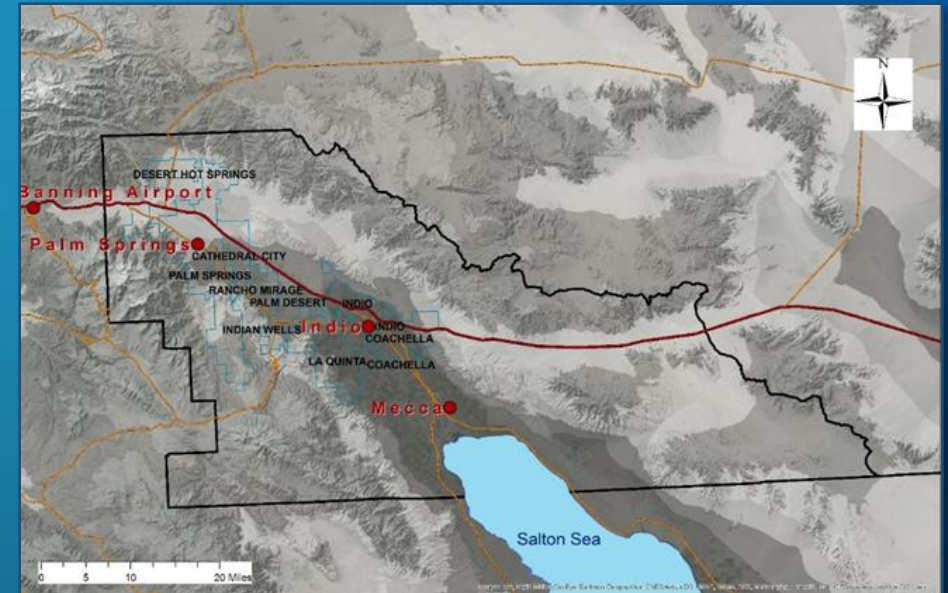 N
DESERT HOT SPRINGS
Banning Airport
Palm Springs
CATHEDRAL CITY
PALM SPRINGS
RANCHO MIRAGE
PALM DESERT
INDIO
INDIAN WELLS
Indio
INDIO
COACHELLA
LA QUINTA
COACHELLA
Mecca
Salton Sea
0 5 10 20 Miles